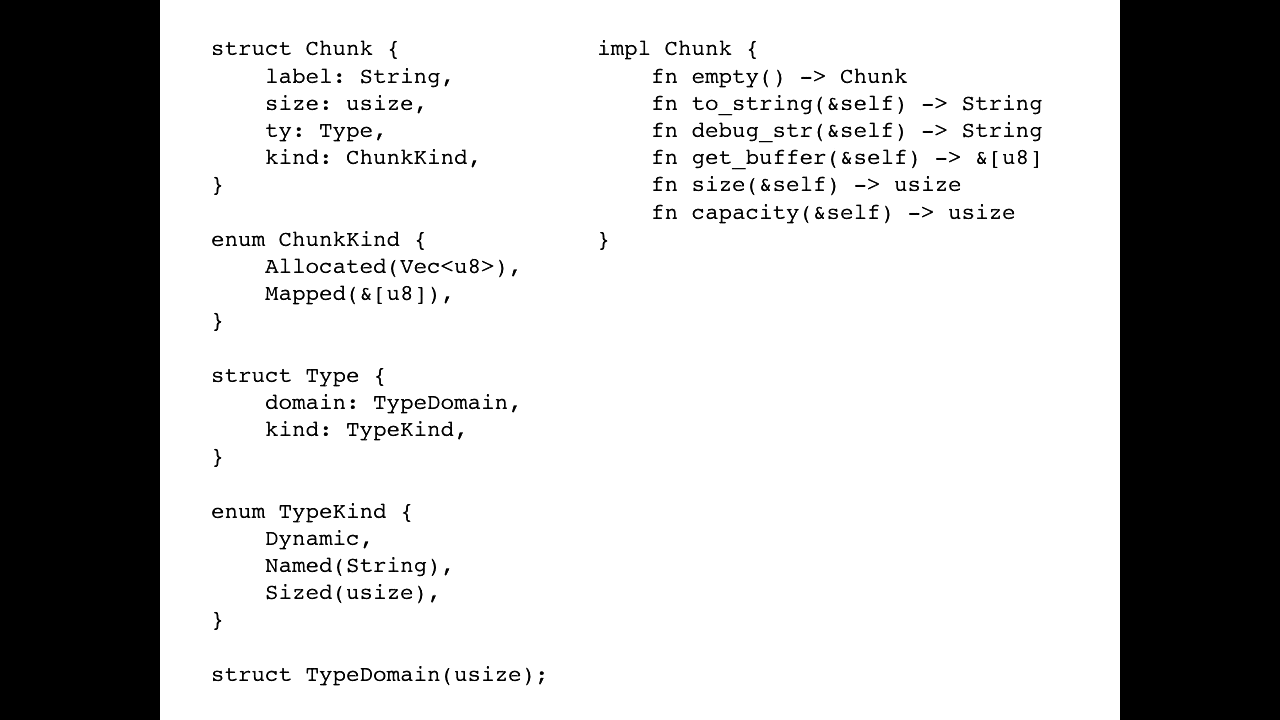 struct Chunk {
    label: String,
    size: usize,
    ty: Type,
    kind: ChunkKind,
}

enum ChunkKind {
    Allocated(Vec<u8>),
    Mapped(&[u8]),
}

struct Type {
    domain: TypeDomain,
    kind: TypeKind,
}

enum TypeKind {
    Dynamic,
    Named(String),
    Sized(usize),
}

struct TypeDomain(usize);

impl Chunk {
    fn empty() -> Chunk
    fn to_string(&self) -> String
    fn debug_str(&self) -> String
    fn get_buffer(&self) -> &[u8]
    fn size(&self) -> usize
    fn capacity(&self) -> usize
}